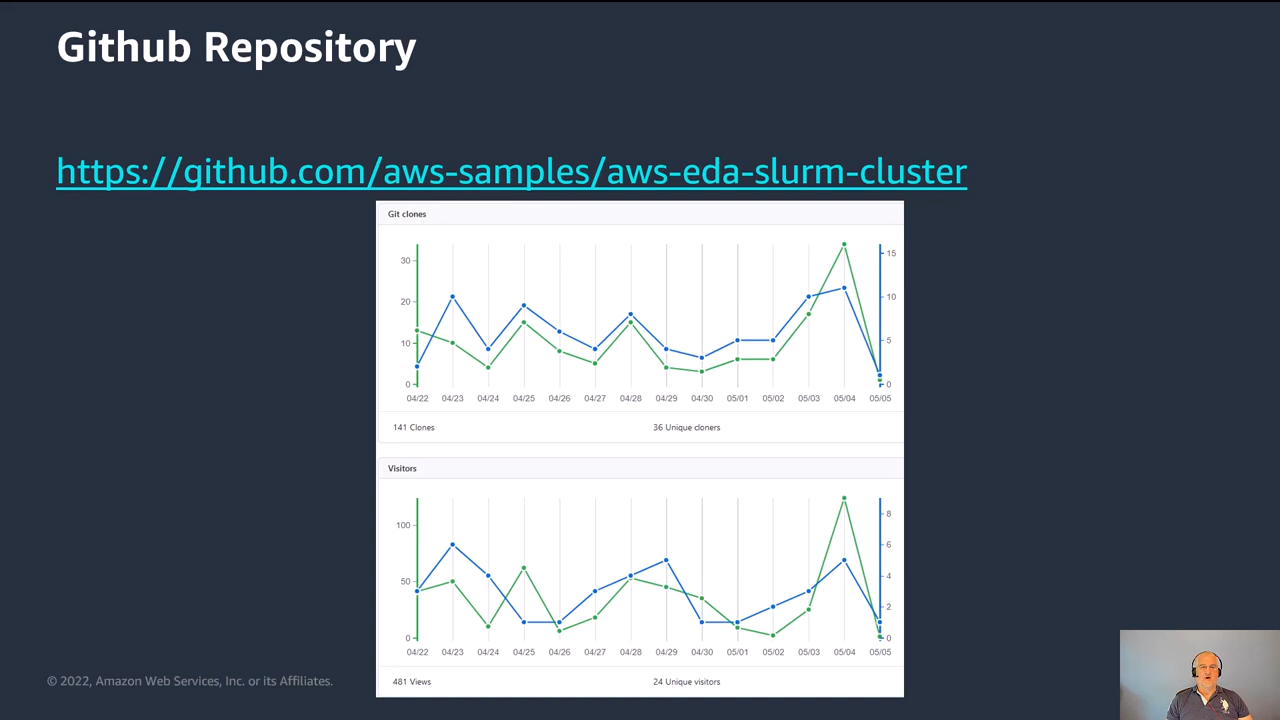 Github Repository
https://github.com/aws-samples/aws-eda-slurm-cluster
Git clones
30
20
10
0
15
10
5
0
04/22 04/23 04/24 04/25 04/26 04/27 04/28 04/29 04/30 05/01 05/02 05/03 05/04 05/05
141 Clones 36 Unique cloners
Visitors
100
50
0
8
6
4
2
0
04/22 04/23 04/24 04/25 04/26 04/27 04/28 04/29 04/30 05/01 05/02 05/03 05/04 05/05
481 Views 24 Unique visitors
© 2022, Amazon Web Services, Inc. or its Affiliates.